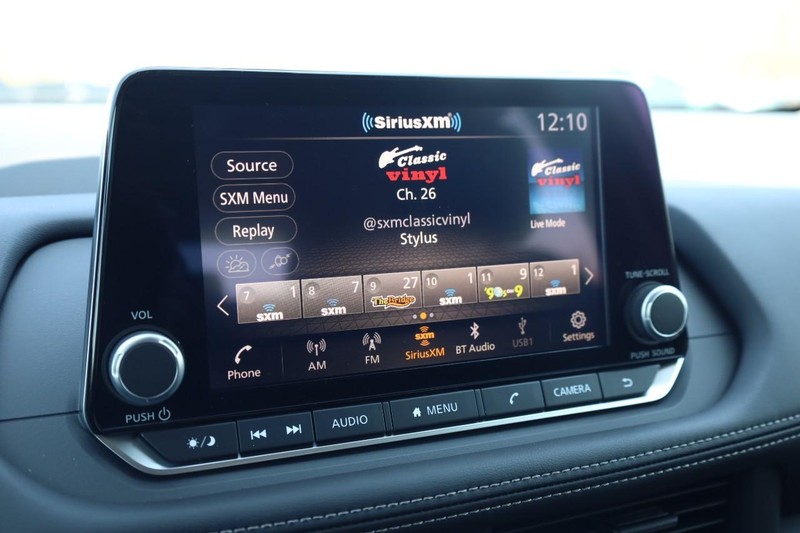 SiriusXM
12:10
Source
SXM Menu
Replay
Classic
vinyl
Ch. 26
@sxmclassicvinyl
Stylus
Classic
vinyl
Live Mode
7 1
sxm
8 7
sxm
9 27
The Bridge
10 1
sxm
11 9
90s on 9
12 1
sxm
Phone
AM
FM
sxm
SiriusXM
BT Audio
USB1
Settings
VOL
PUSH
TUNE·SCROLL
PUSH SOUND
AUDIO
MENU
CAMERA